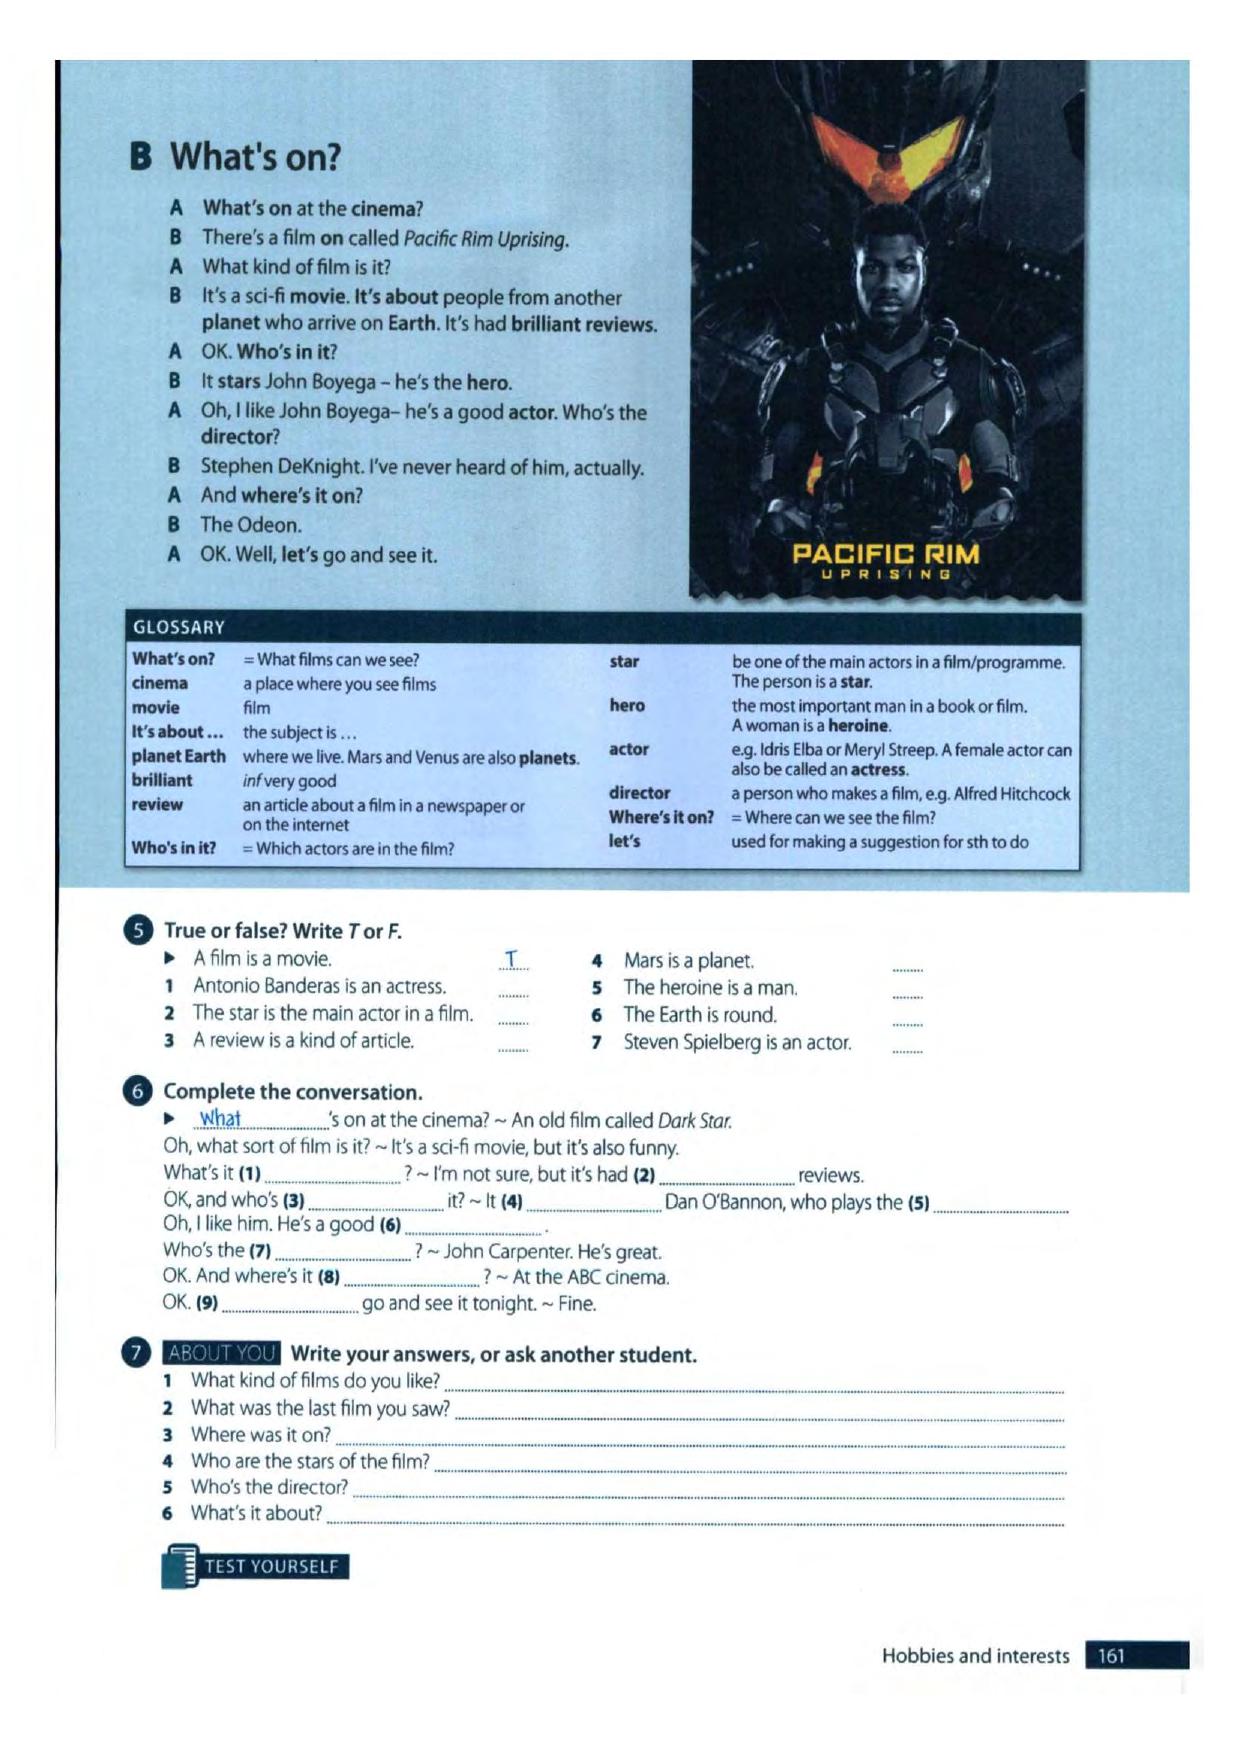 B What's on?
A What's on at the cinema?
B There's a film on called Pacific Rim Uprising.
A What kind of film is it?
B It's a sci-fi movie. It's about people from another
planet who arrive on Earth. It's had brilliant reviews.
A OK. Who's in it?
B It stars John Boyega – he's the hero.
A Oh, I like John Boyega– he's a good actor. Who's the
director?
B Stephen DeKnight. I've never heard of him, actually.
A And where's it on?
B The Odeon.
A OK. Well, let's go and see it.
PACIFIC RIM
UPRISING
GLOSSARY
What's on? = What films can we see?
cinema a place where you see films
movie film
It's about ... the subject is ...
planet Earth where we live. Mars and Venus are also planets.
brilliant inf very good
review an article about a film in a newspaper or
on the internet
Who's in it? = Which actors are in the film?
star be one of the main actors in a film/programme.
The person is a star.
hero the most important man in a book or film.
A woman is a heroine.
actor e.g. Idris Elba or Meryl Streep. A female actor can
also be called an actress.
director a person who makes a film, e.g. Alfred Hitchcock
Where's it on? = Where can we see the film?
let's used for making a suggestion for sth to do
5 True or false? Write T or F.
▶ A film is a movie. T
1 Antonio Banderas is an actress. ........
2 The star is the main actor in a film. ........
3 A review is a kind of article. ........
4 Mars is a planet. ........
5 The heroine is a man. ........
6 The Earth is round. ........
7 Steven Spielberg is an actor. ........
6 Complete the conversation.
▶ What 's on at the cinema? ~ An old film called Dark Star.
Oh, what sort of film is it? ~ It's a sci-fi movie, but it's also funny.
What's it (1) ........ ? ~ I'm not sure, but it's had (2) ........ reviews.
OK, and who's (3) ........ it? ~ It (4) ........ Dan O'Bannon, who plays the (5) ........
Oh, I like him. He's a good (6) ........ .
Who's the (7) ........ ? ~ John Carpenter. He's great.
OK. And where's it (8) ........ ? ~ At the ABC cinema.
OK. (9) ........ go and see it tonight. ~ Fine.
7 ABOUT YOU Write your answers, or ask another student.
1 What kind of films do you like? ........
2 What was the last film you saw? ........
3 Where was it on? ........
4 Who are the stars of the film? ........
5 Who's the director? ........
6 What's it about? ........
TEST YOURSELF
Hobbies and interests 161